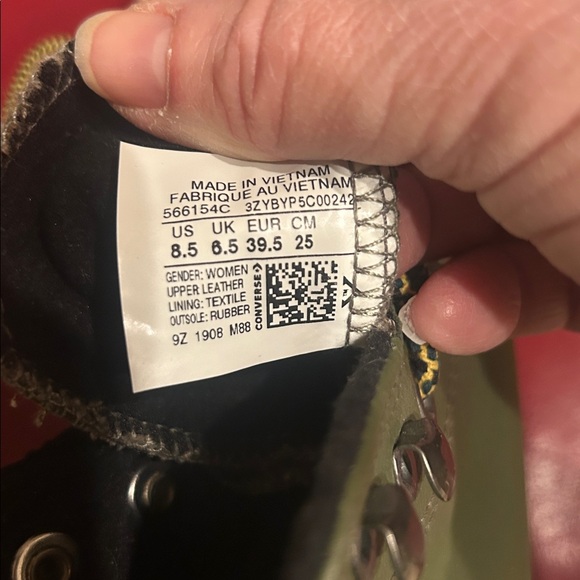 MADE IN VIETNAM
FABRIQUE AU VIETNAM
566154C 3ZYBYP5C00242
US UK EUR CM
8.5 6.5 39.5 25
GENDER: WOMEN
UPPER LEATHER
LINING: TEXTILE
OUTSOLE: RUBBER
CONVERSE
9Z 1908 M88